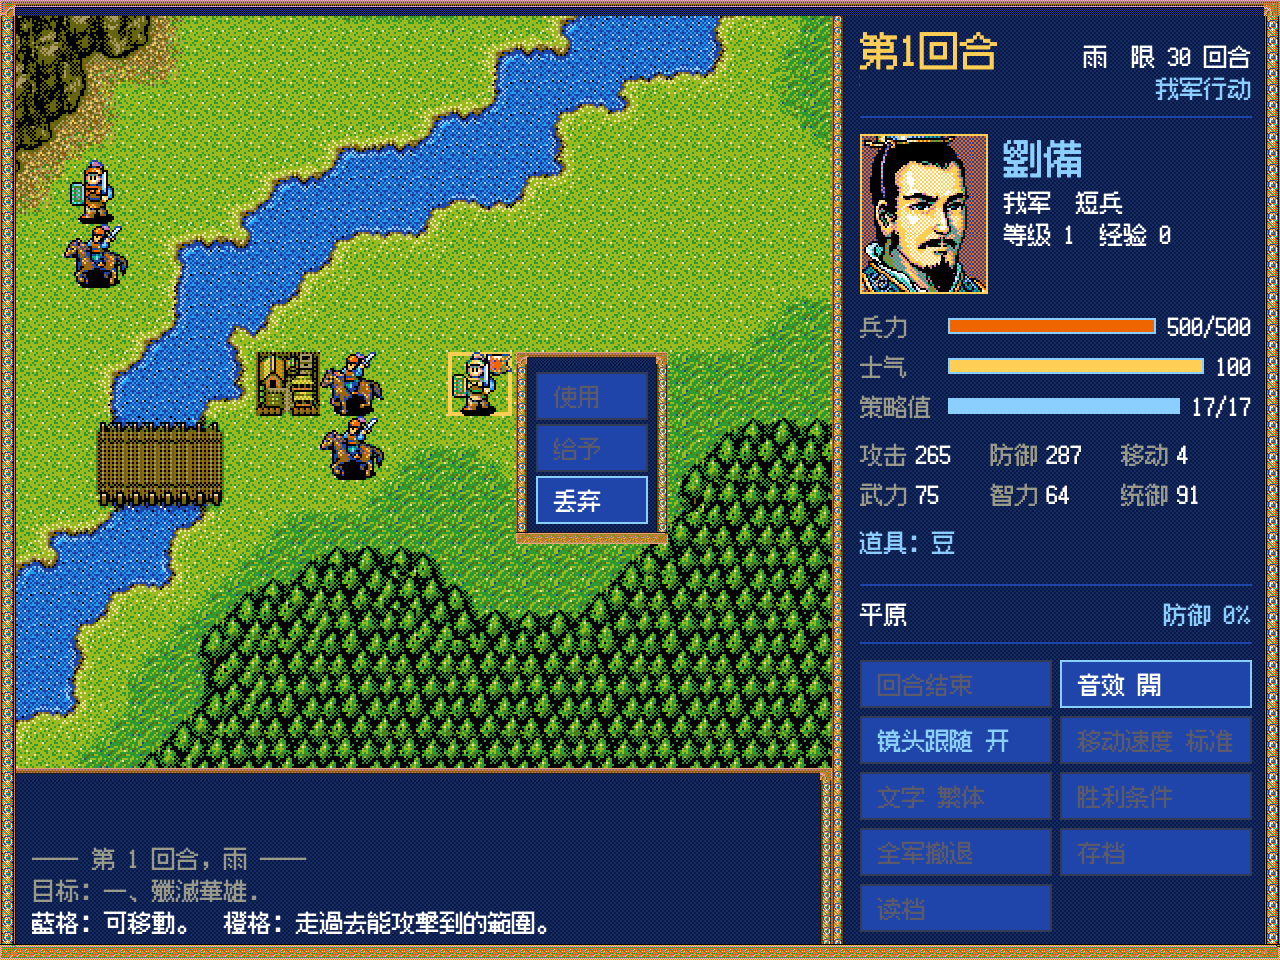 第1回合
雨 限 30 回合
我军行动
劉備
我军 短兵
等级 1 经验 0
兵力 500/500
士气 100
策略值 17/17
攻击 265 防御 287 移动 4
武力 75 智力 64 统御 91
道具: 豆
平原 防御 0%
使用
给予
丢弃
回合结束 音效 開
镜头跟随 开 移动速度 标准
文字 繁体 胜利条件
全军撤退 存档
读档
—— 第 1 回合, 雨 ——
目标: 一、殲滅華雄.
藍格: 可移動。 橙格: 走過去能攻擊到的範圍。